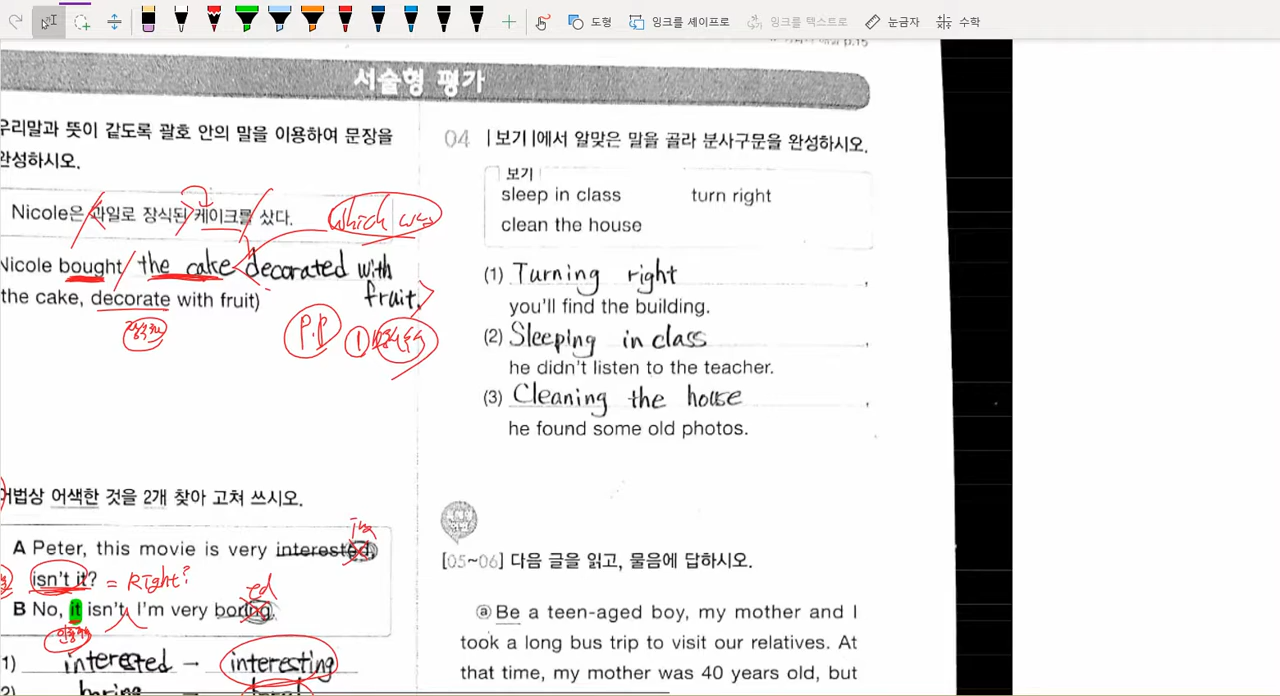 도형
잉크를 셰이프로
잉크를 텍스트로
눈금자
수학
p.15
서술형 평가
우리말과 뜻이 같도록 괄호 안의 말을 이용하여 문장을
완성하시오.
Nicole은 과일로 장식된 케이크를 샀다.
which was
Nicole bought the cake decorated with
fruit.
the cake, decorate with fruit)
P.P
①
어법상 어색한 것을 2개 찾아 고쳐 쓰시오.
A Peter, this movie is very interested,
ing
isn't it? = Right?
ed
B No, it isn't. I'm very boring.
1) interested → interesting
2) boring
04 |보기|에서 알맞은 말을 골라 분사구문을 완성하시오.
보기
sleep in class turn right
clean the house
(1) Turning right ,
you'll find the building.
(2) Sleeping in class ,
he didn't listen to the teacher.
(3) Cleaning the house ,
he found some old photos.
[05~06] 다음 글을 읽고, 물음에 답하시오.
ⓐ Be a teen-aged boy, my mother and I
took a long bus trip to visit our relatives. At
that time, my mother was 40 years old, but